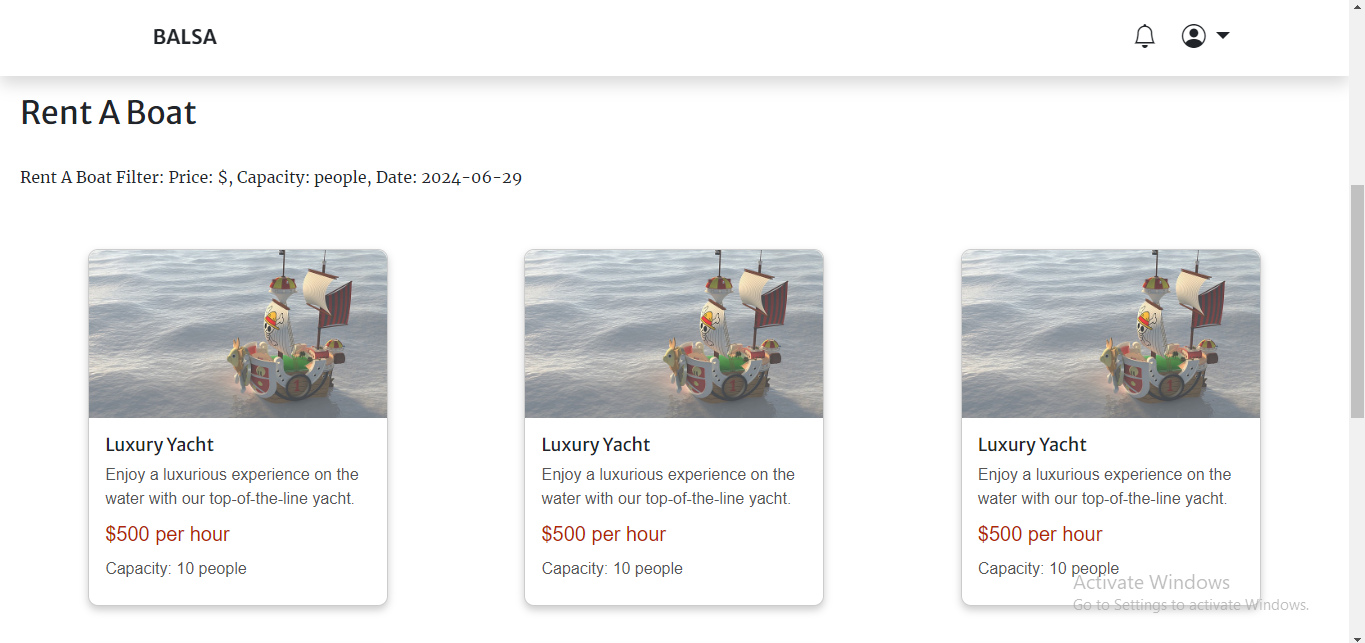 BALSA
Rent A Boat
Rent A Boat Filter: Price: $, Capacity: people, Date: 2024-06-29
Luxury Yacht
Enjoy a luxurious experience on the
water with our top-of-the-line yacht.
$500 per hour
Capacity: 10 people
Luxury Yacht
Enjoy a luxurious experience on the
water with our top-of-the-line yacht.
$500 per hour
Capacity: 10 people
Luxury Yacht
Enjoy a luxurious experience on the
water with our top-of-the-line yacht.
$500 per hour
Capacity: 10 people
Activate Windows
Go to Settings to activate Windows.